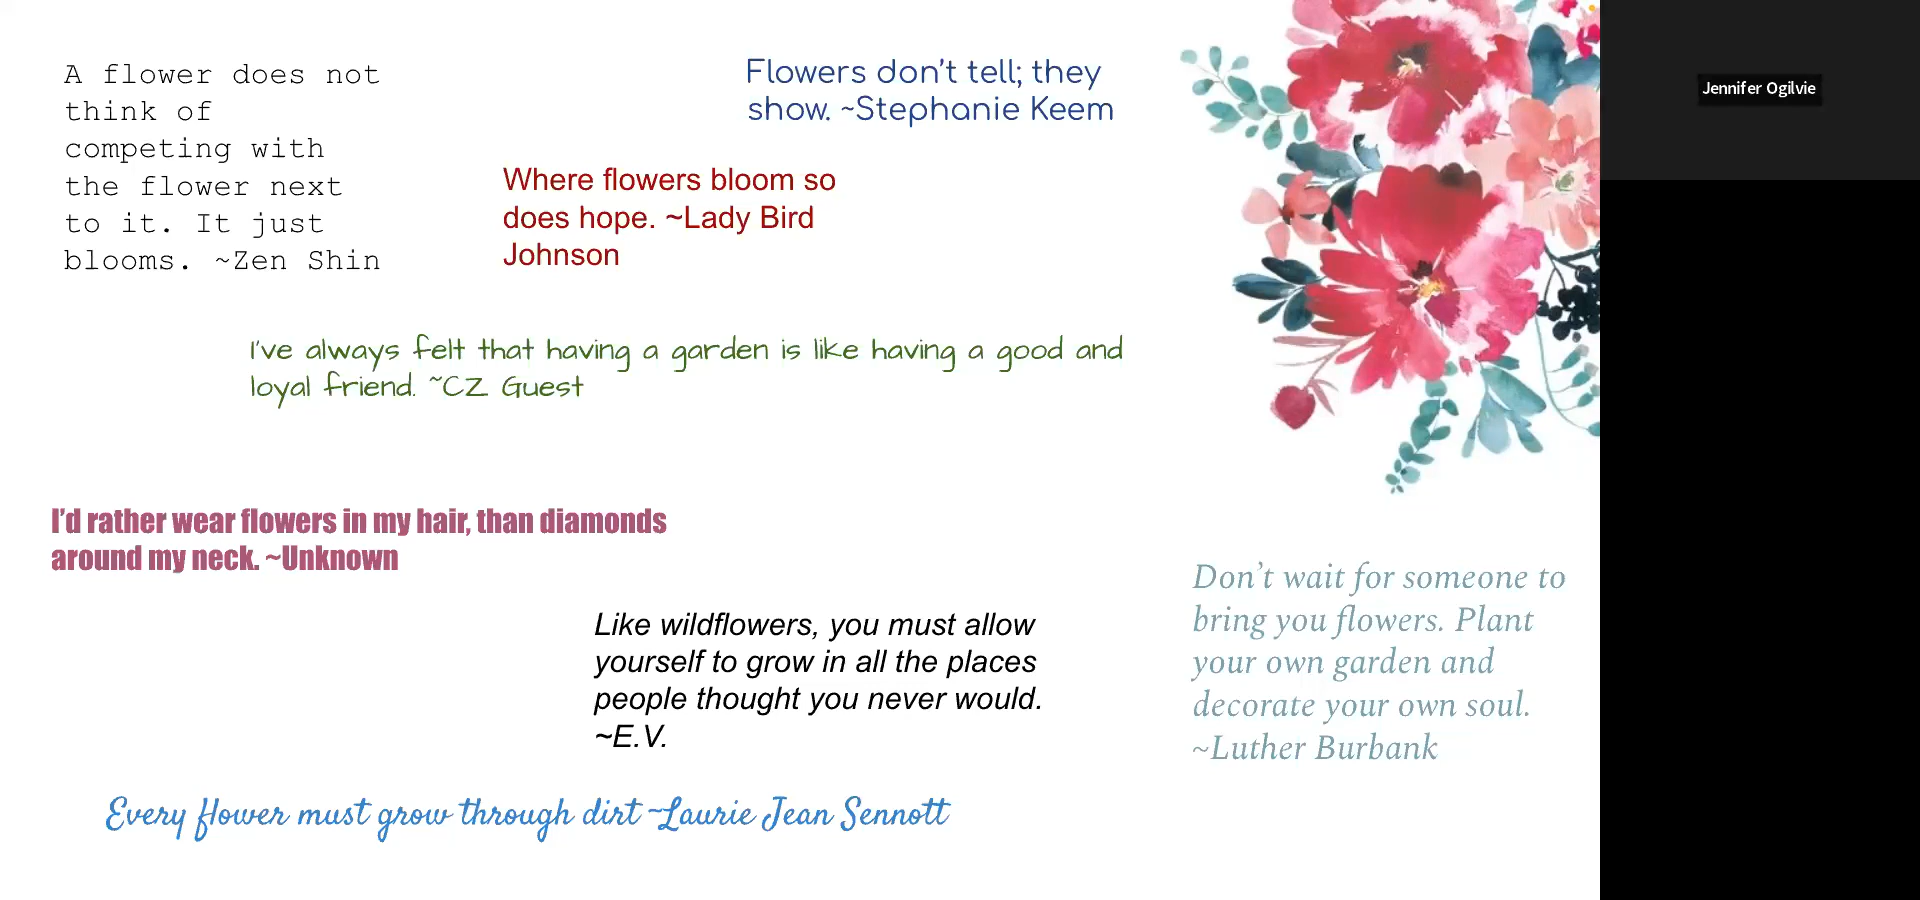 A flower does not
think of
competing with
the flower next
to it. It just
blooms. ~Zen Shin
Flowers don't tell; they
show. ~Stephanie Keem
Where flowers bloom so
does hope. ~Lady Bird
Johnson
I've always felt that having a garden is like having a good and
loyal friend. ~CZ Guest
I'd rather wear flowers in my hair, than diamonds
around my neck. ~Unknown
Like wildflowers, you must allow
yourself to grow in all the places
people thought you never would.
~E.V.
Don't wait for someone to
bring you flowers. Plant
your own garden and
decorate your own soul.
~Luther Burbank
Every flower must grow through dirt ~Laurie Jean Sennott
Jennifer Ogilvie